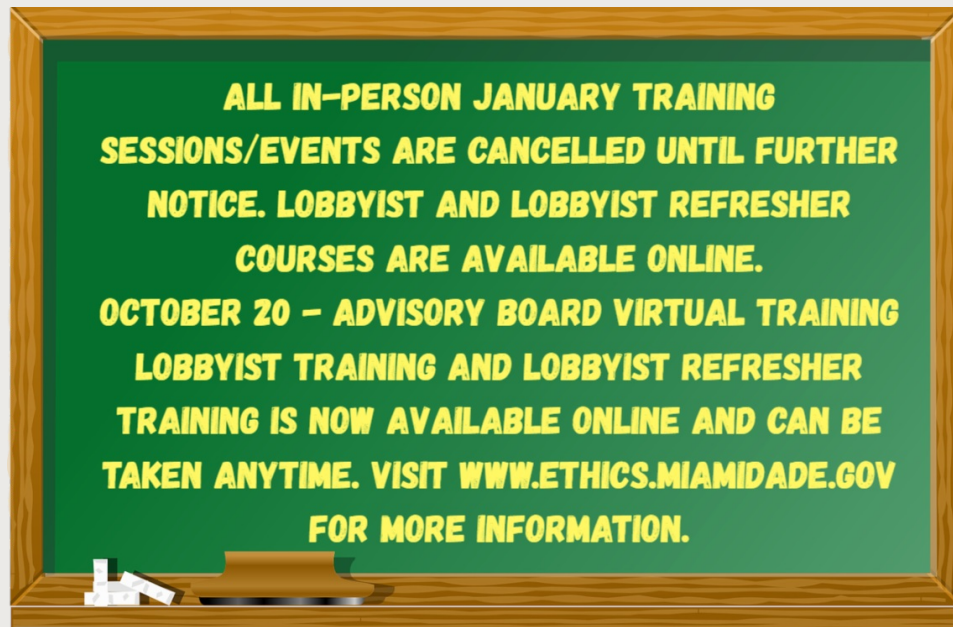 ALL IN-PERSON JANUARY TRAINING
SESSIONS/EVENTS ARE CANCELLED UNTIL FURTHER
NOTICE. LOBBYIST AND LOBBYIST REFRESHER
COURSES ARE AVAILABLE ONLINE.
OCTOBER 20 - ADVISORY BOARD VIRTUAL TRAINING
LOBBYIST TRAINING AND LOBBYIST REFRESHER
TRAINING IS NOW AVAILABLE ONLINE AND CAN BE
TAKEN ANYTIME. VISIT WWW.ETHICS.MIAMIDADE.GOV
FOR MORE INFORMATION.